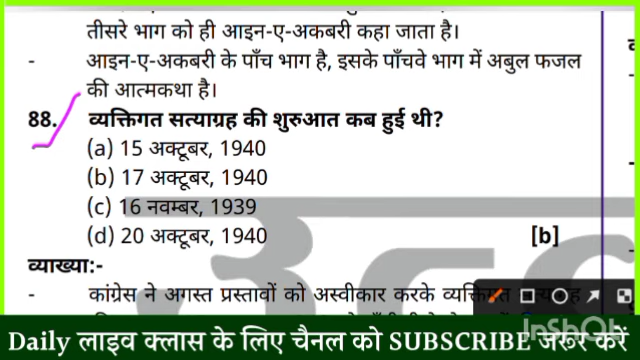 तीसरे भाग को ही आइन-ए-अकबरी कहा जाता है।
- आइन-ए-अकबरी के पाँच भाग है, इसके पाँचवे भाग में अबुल फजल
की आत्मकथा है।
88. व्यक्तिगत सत्याग्रह की शुरुआत कब हुई थी?
(a) 15 अक्टूबर, 1940
(b) 17 अक्टूबर, 1940
(c) 16 नवम्बर, 1939
(d) 20 अक्टूबर, 1940 [b]
व्याख्या:-
- कांग्रेस ने अगस्त प्रस्तावों को अस्वीकार करके
InShOt
Daily लाइव क्लास के लिए चैनल को SUBSCRIBE जरूर करें